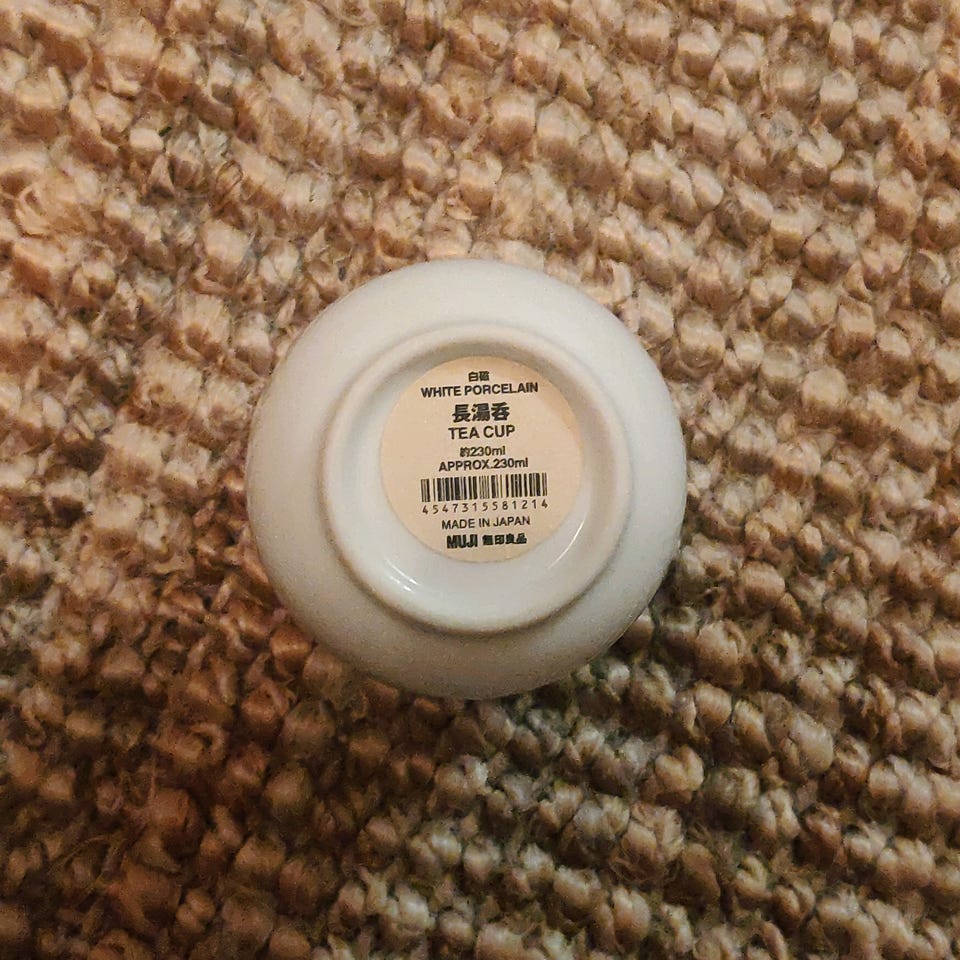 白磁
WHITE PORCELAIN
長湯呑
TEA CUP
約230ml
APPROX.230ml
4547315581214
MADE IN JAPAN
MUJI 無印良品